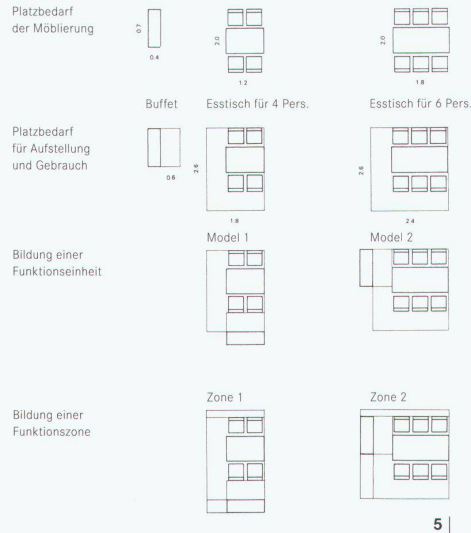 Platzbedarf
der Möblierung
0.7
0.4
2.0
1.2
2.0
1.8
Buffet
Esstisch für 4 Pers.
Esstisch für 6 Pers.
Platzbedarf
für Aufstellung
und Gebrauch
0.6
2.6
1.8
2.6
2.4
Model 1
Model 2
Bildung einer
Funktionseinheit
Zone 1
Zone 2
Bildung einer
Funktionszone
5